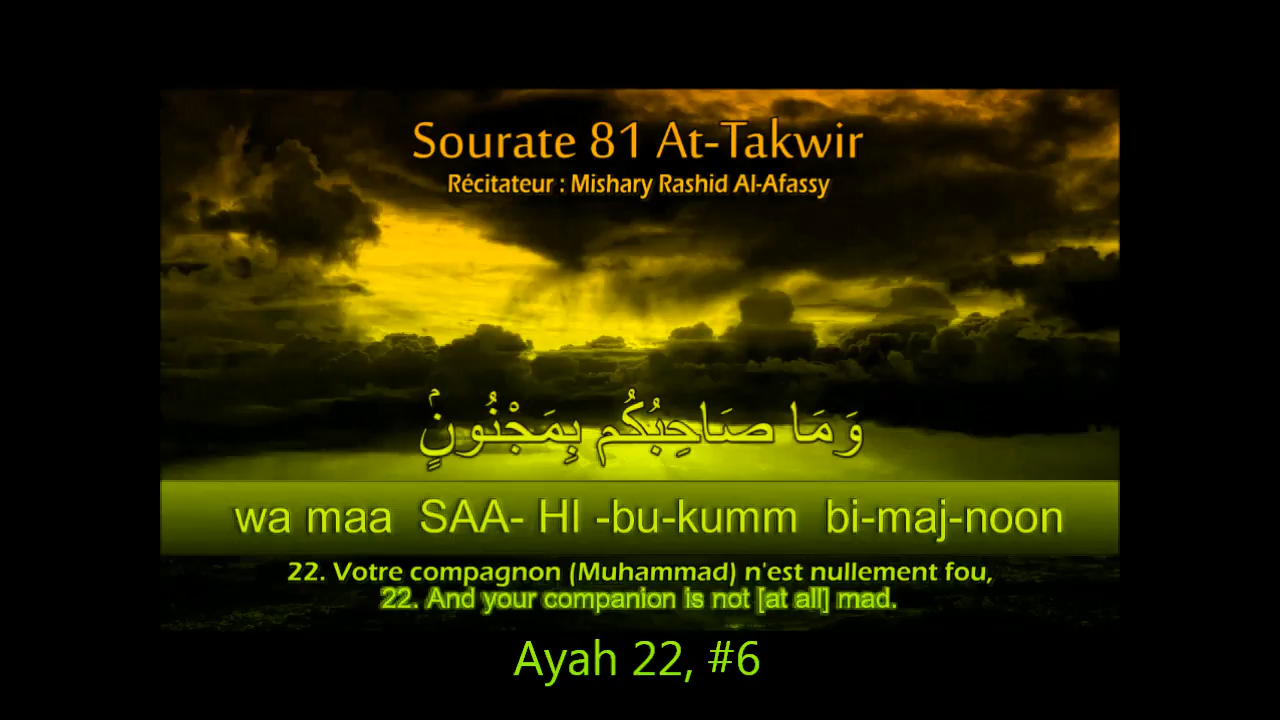 Sourate 81 At-Takwir
Récitateur : Mishary Rashid Al-Afassy
وَمَا صَاحِبُكُم بِمَجْنُونٍۢ
wa maa SAA- HI -bu-kumm bi-maj-noon
22. Votre compagnon (Muhammad) n'est nullement fou,
22. And your companion is not [at all] mad.
Ayah 22, #6